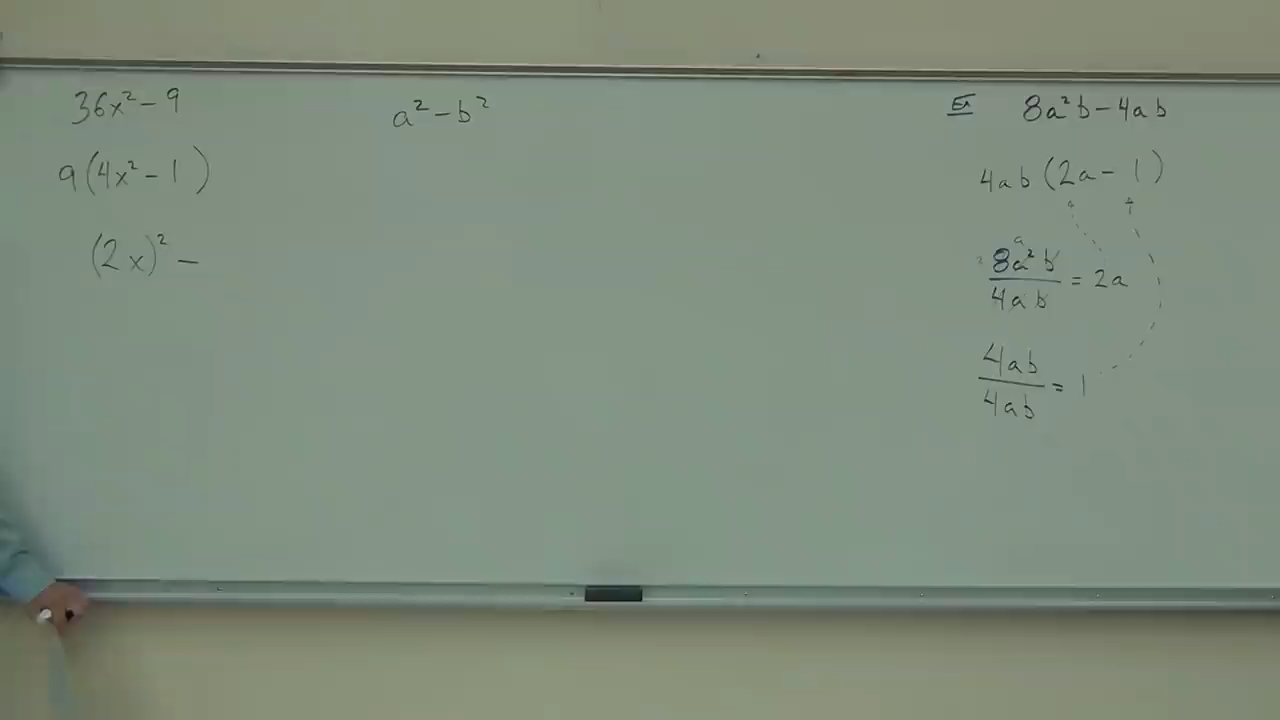 36x² - 9
9(4x² - 1)
(2x)² -
a² - b²
Ex 8a²b - 4ab
4ab(2a - 1)
8a²b / 4ab = 2a
a
4ab / 4ab = 1